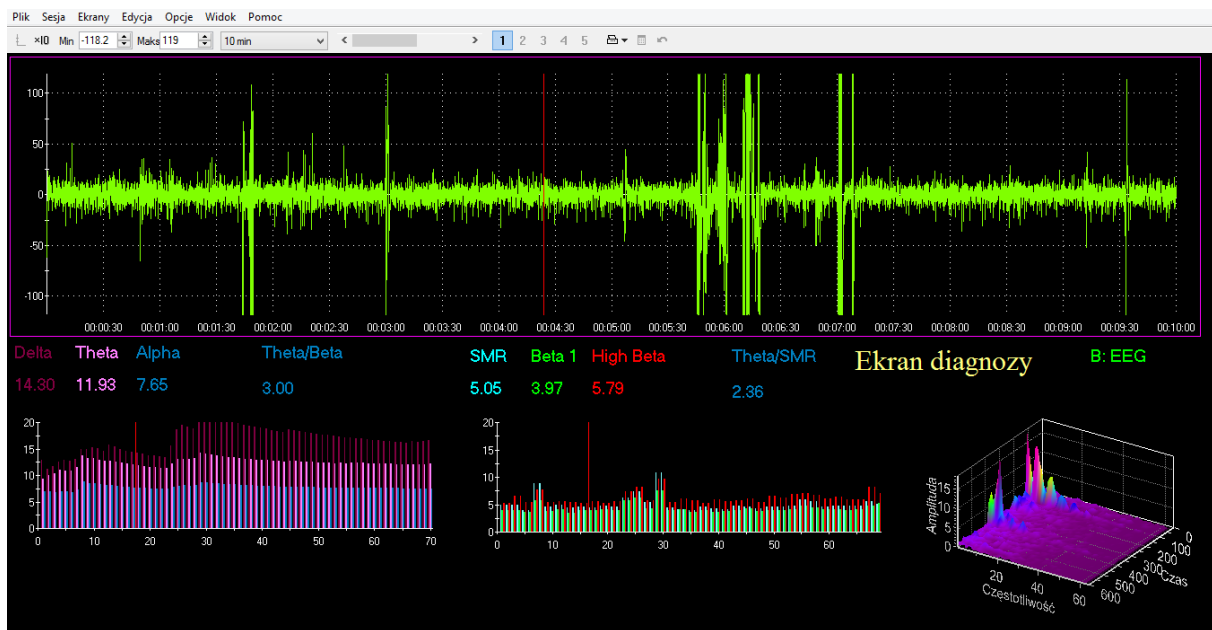 Plik Sesja Ekrany Edycja Opcje Widok Pomoc
×10 Min -118.2 Maks 119 10 min < > 1 2 3 4 5
100
50
0
-50
-100
00:00:30 00:01:00 00:01:30 00:02:00 00:02:30 00:03:00 00:03:30 00:04:00 00:04:30 00:05:00 00:05:30 00:06:00 00:06:30 00:07:00 00:07:30 00:08:00 00:08:30 00:09:00 00:09:30 00:10:00
Delta Theta Alpha Theta/Beta SMR Beta 1 High Beta Theta/SMR Ekran diagnozy B: EEG
14.30 11.93 7.65 3.00 5.05 3.97 5.79 2.36
20
15
10
5
0
0 10 20 30 40 50 60 70
20
15
10
5
0
0 10 20 30 40 50 60
Amplituda
15
10
5
0
20 40 60
Częstotliwość
0 100 200 300 400 500 600
Czas